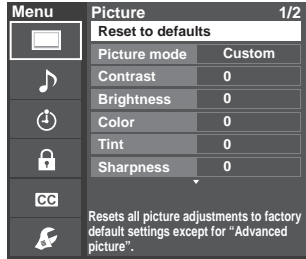 Menu
Picture 1/2
Reset to defaults
Picture mode Custom
Contrast 0
Brightness 0
Color 0
Tint 0
Sharpness 0
CC
Resets all picture adjustments to factory
default settings except for “Advanced
picture”.